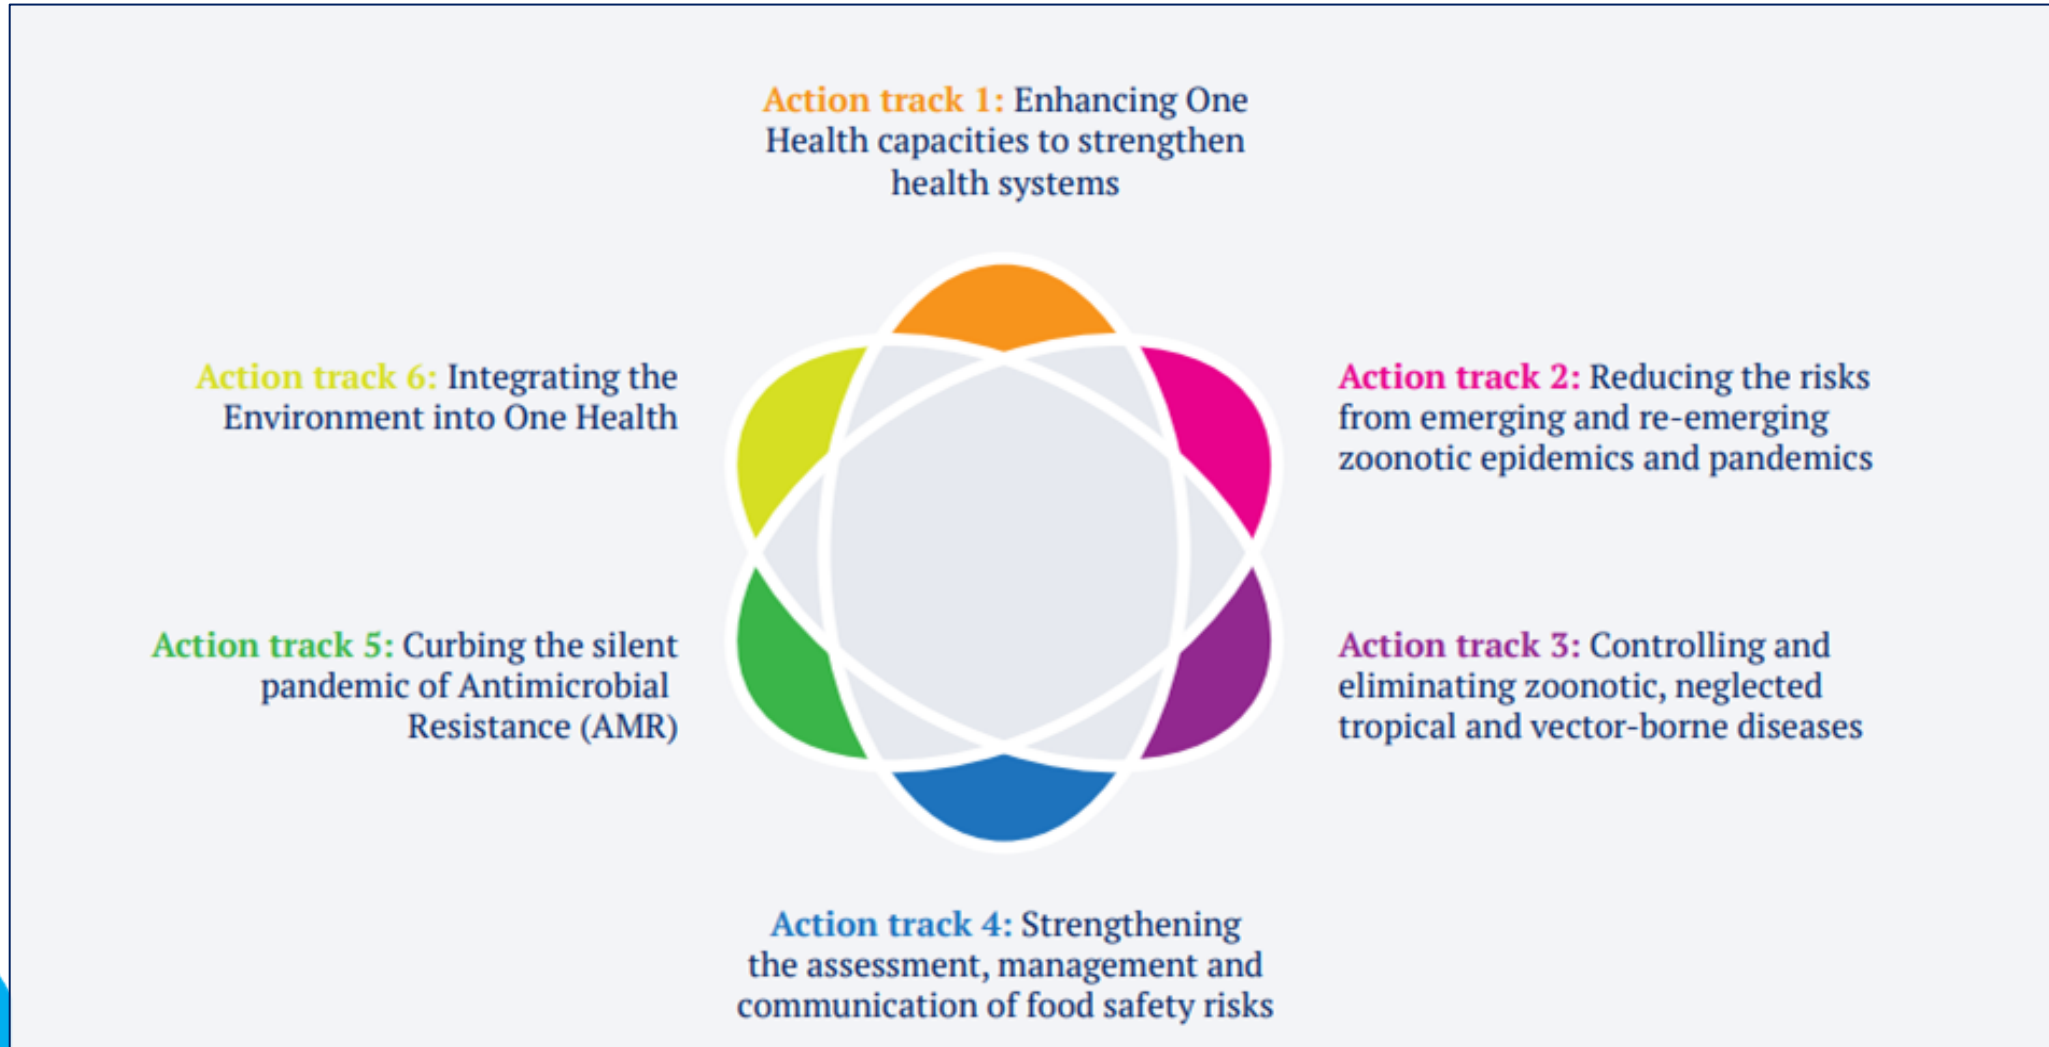 Action track 1: Enhancing One
Health capacities to strengthen
health systems
Action track 2: Reducing the risks
from emerging and re-emerging
zoonotic epidemics and pandemics
Action track 3: Controlling and
eliminating zoonotic, neglected
tropical and vector-borne diseases
Action track 4: Strengthening
the assessment, management and
communication of food safety risks
Action track 5: Curbing the silent
pandemic of Antimicrobial
Resistance (AMR)
Action track 6: Integrating the
Environment into One Health